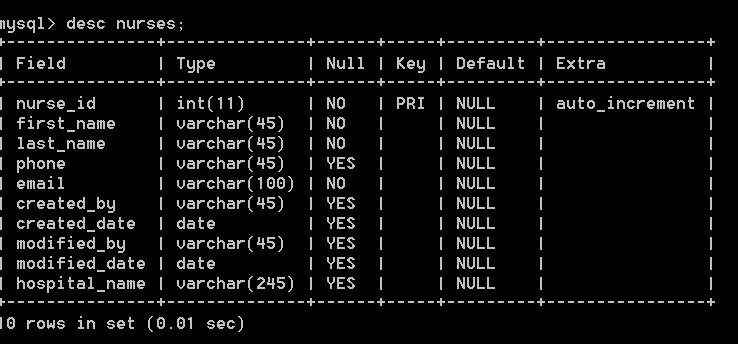 mysql> desc nurses;
+---------------+--------------+------+-----+---------+----------------+
| Field         | Type         | Null | Key | Default | Extra          |
+---------------+--------------+------+-----+---------+----------------+
| nurse_id      | int(11)      | NO   | PRI | NULL    | auto_increment |
| first_name    | varchar(45)  | NO   |     | NULL    |                |
| last_name     | varchar(45)  | NO   |     | NULL    |                |
| phone         | varchar(45)  | YES  |     | NULL    |                |
| email         | varchar(100) | NO   |     | NULL    |                |
| created_by    | varchar(45)  | YES  |     | NULL    |                |
| created_date  | date         | YES  |     | NULL    |                |
| modified_by   | varchar(45)  | YES  |     | NULL    |                |
| modified_date | date         | YES  |     | NULL    |                |
| hospital_name | varchar(245) | YES  |     | NULL    |                |
+---------------+--------------+------+-----+---------+----------------+
10 rows in set (0.01 sec)